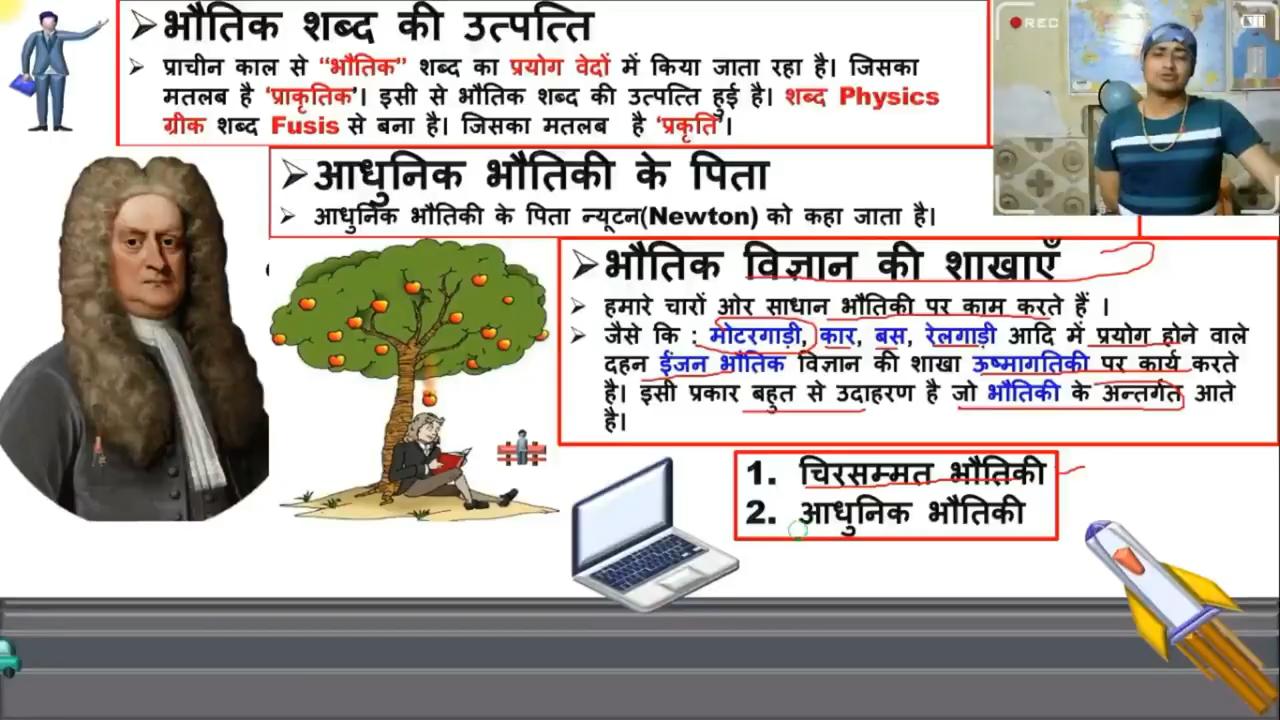 REC
➢भौतिक शब्द की उत्पत्ति
➢ प्राचीन काल से “भौतिक” शब्द का प्रयोग वेदों में किया जाता रहा है। जिसका
मतलब है ‘प्राकृतिक’। इसी से भौतिक शब्द की उत्पत्ति हुई है। शब्द Physics
ग्रीक शब्द Fusis से बना है। जिसका मतलब है ‘प्रकृति’।
➢आधुनिक भौतिकी के पिता
➢ आधुनिक भौतिकी के पिता न्यूटन(Newton) को कहा जाता है।
➢भौतिक विज्ञान की शाखाएँ
➢ हमारे चारों ओर साधान भौतिकी पर काम करते हैं ।
➢ जैसे कि : मोटरगाड़ी, कार, बस, रेलगाड़ी आदि में प्रयोग होने वाले
दहन ईंजन भौतिक विज्ञान की शाखा ऊष्मागतिकी पर कार्य करते
है। इसी प्रकार बहुत से उदाहरण है जो भौतिकी के अन्तर्गत आते
है।
1. चिरसम्मत भौतिकी
2. आधुनिक भौतिकी